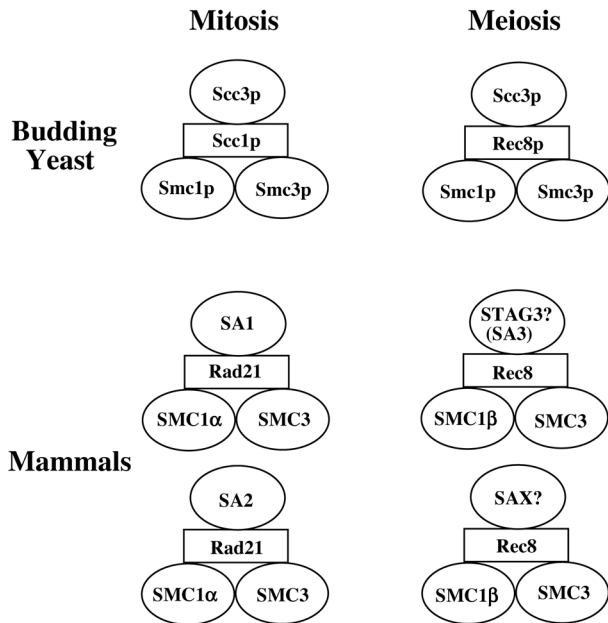 Mitosis
Meiosis
Budding
Yeast
Scc3p
Scc1p
Smc1p
Smc3p
Scc3p
Rec8p
Smc1p
Smc3p
Mammals
SA1
Rad21
SMC1α
SMC3
STAG3?
(SA3)
Rec8
SMC1β
SMC3
SA2
Rad21
SMC1α
SMC3
SAX?
Rec8
SMC1β
SMC3